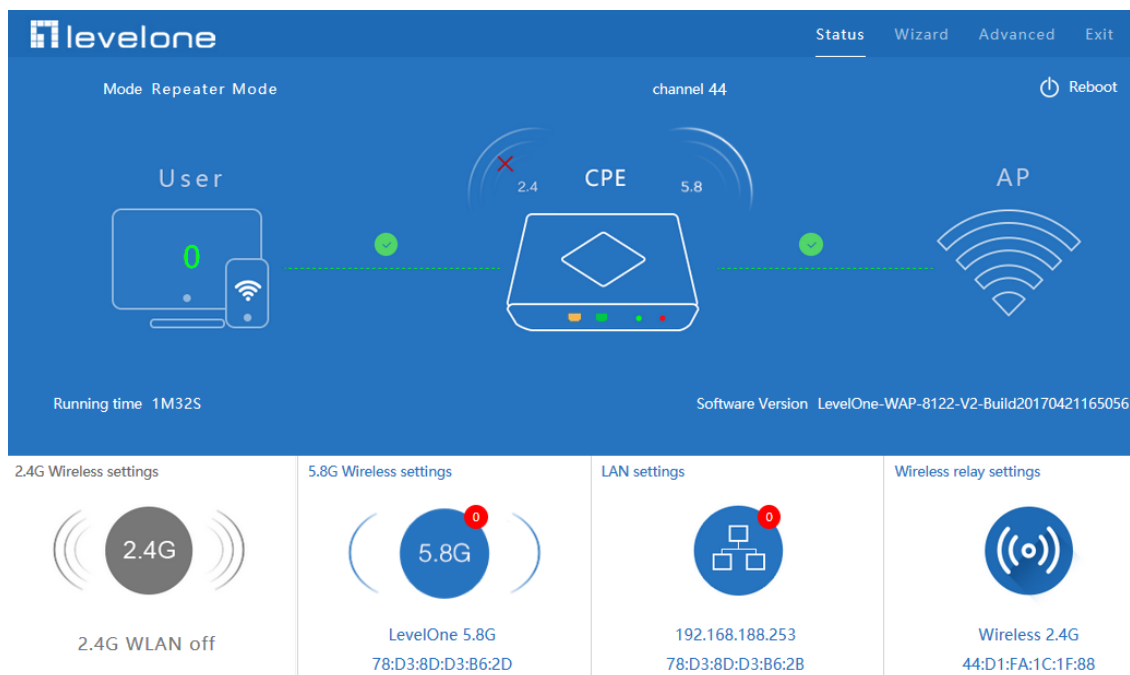 levelone
Status Wizard Advanced Exit
Mode Repeater Mode channel 44 Reboot
User CPE AP
2.4 5.8
0
Running time 1M32S Software Version LevelOne-WAP-8122-V2-Build20170421165056
2.4G Wireless settings 5.8G Wireless settings LAN settings Wireless relay settings
0 0
2.4G 5.8G
2.4G WLAN off LevelOne 5.8G 192.168.188.253 Wireless 2.4G
78:D3:8D:D3:B6:2D 78:D3:8D:D3:B6:2B 44:D1:FA:1C:1F:88